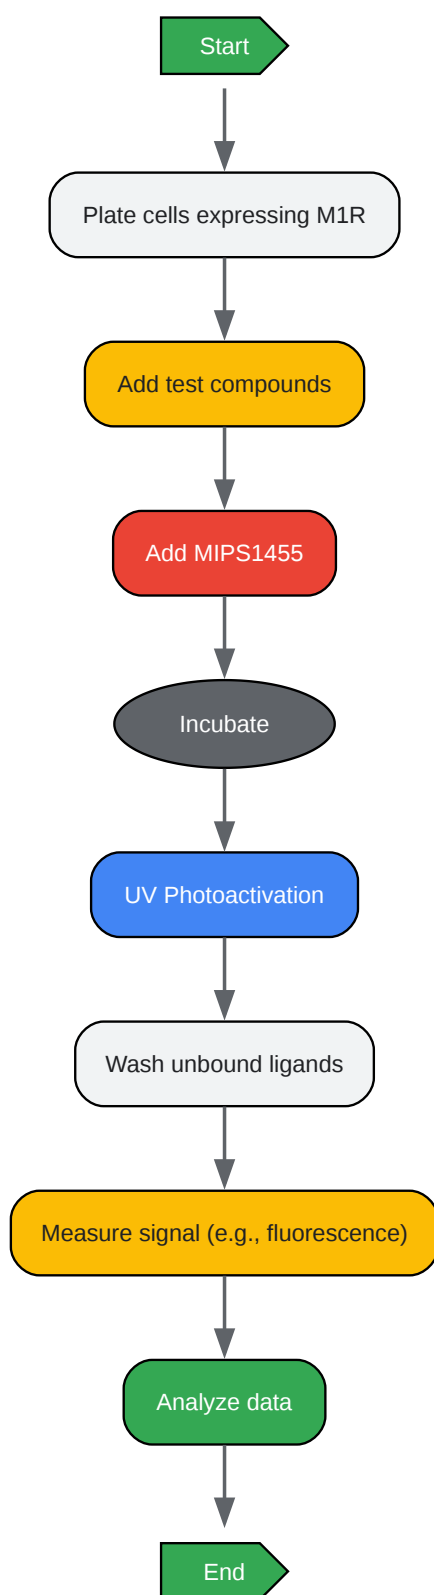 Start
Plate cells expressing M1R
Add test compounds
Add MIPS1455
Incubate
UV Photoactivation
Wash unbound ligands
Measure signal (e.g., fluorescence)
Analyze data
End